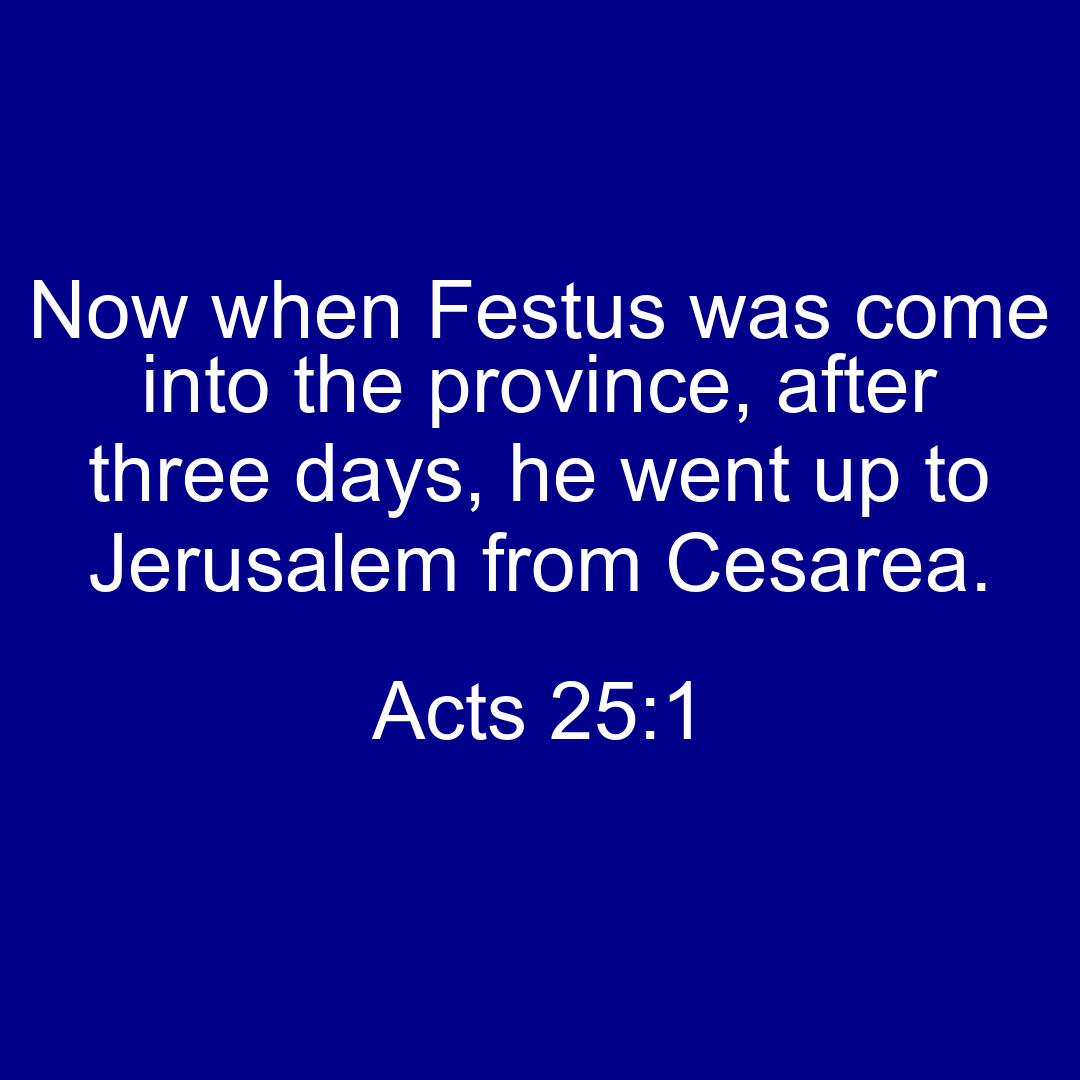 Now when Festus was come
into the province, after
three days, he went up to
Jerusalem from Cesarea.
Acts 25:1